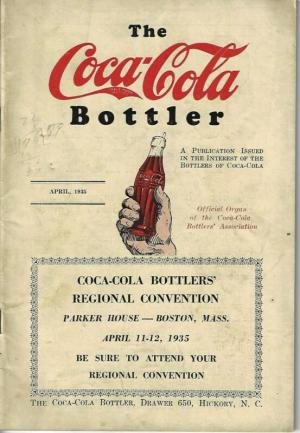 The
Coca-Cola
Bottler
A Publication Issued
in the Interest of the
Bottlers of Coca-Cola
APRIL, 1935
Official Organ
of the Coca-Cola
Bottlers' Association
COCA-COLA BOTTLERS'
REGIONAL CONVENTION
PARKER HOUSE — BOSTON, MASS.
APRIL 11-12, 1935
BE SURE TO ATTEND YOUR
REGIONAL CONVENTION
The Coca-Cola Bottler, Drawer 650, Hickory, N. C.